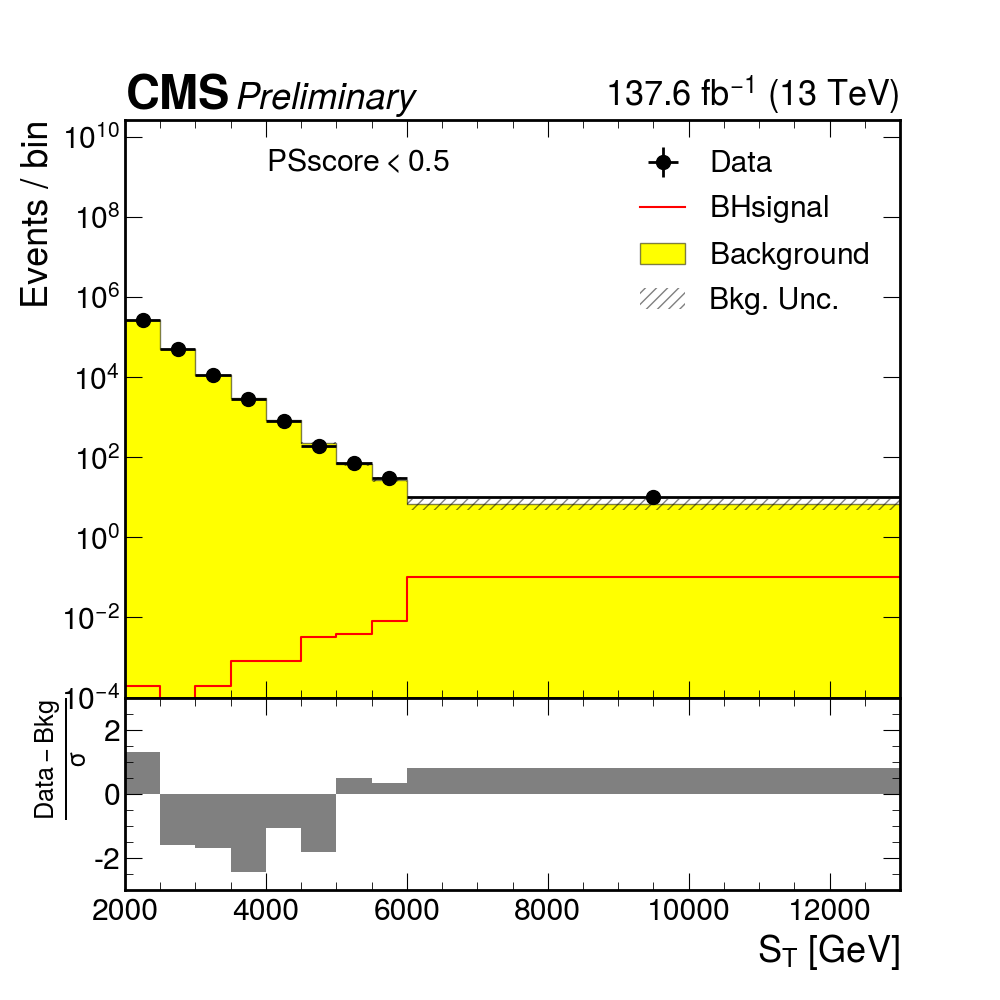 CMS Preliminary
137.6 fb⁻¹ (13 TeV)
Events / bin
10¹⁰
10⁸
10⁶
10⁴
10²
10⁰
10⁻²
10⁻⁴
PSscore < 0.5
Data
BHsignal
Background
Bkg. Unc.
Data – Bkg
σ
2
0
-2
2000 4000 6000 8000 10000 12000
S_T [GeV]